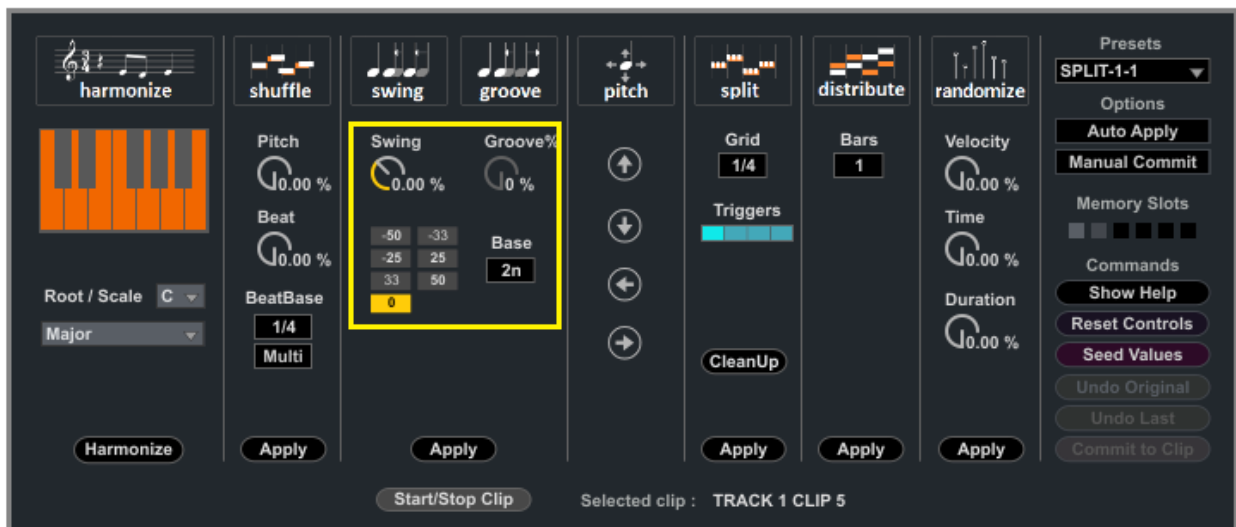 harmonize
Root / Scale C
Major
Harmonize
shuffle
Pitch
0.00 %
Beat
0.00 %
BeatBase
1/4
Multi
Apply
swing groove
Swing Groove%
0.00 % 0 %
-50 -33
-25 25
33 50
0
Base
2n
Apply
pitch
split
Grid
1/4
Triggers
CleanUp
Apply
distribute
Bars
1
Apply
randomize
Velocity
0.00 %
Time
0.00 %
Duration
0.00 %
Apply
Presets
SPLIT-1-1
Options
Auto Apply
Manual Commit
Memory Slots
Commands
Show Help
Reset Controls
Seed Values
Undo Original
Undo Last
Commit to Clip
Start/Stop Clip Selected clip : TRACK 1 CLIP 5